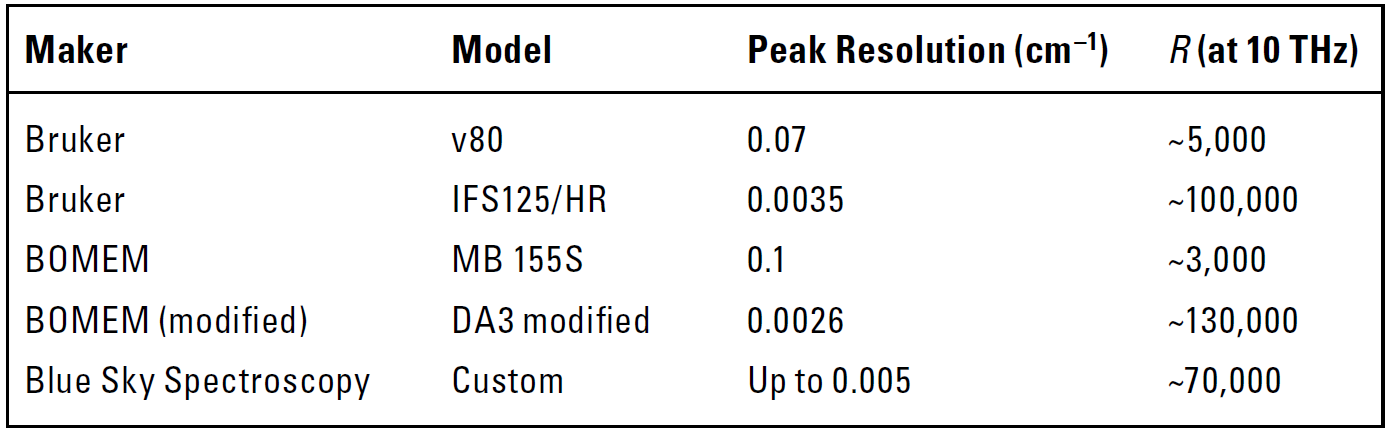 Maker Model Peak Resolution (cm⁻¹) R (at 10 THz)
Bruker v80 0.07 ~5,000
Bruker IFS125/HR 0.0035 ~100,000
BOMEM MB 155S 0.1 ~3,000
BOMEM (modified) DA3 modified 0.0026 ~130,000
Blue Sky Spectroscopy Custom Up to 0.005 ~70,000